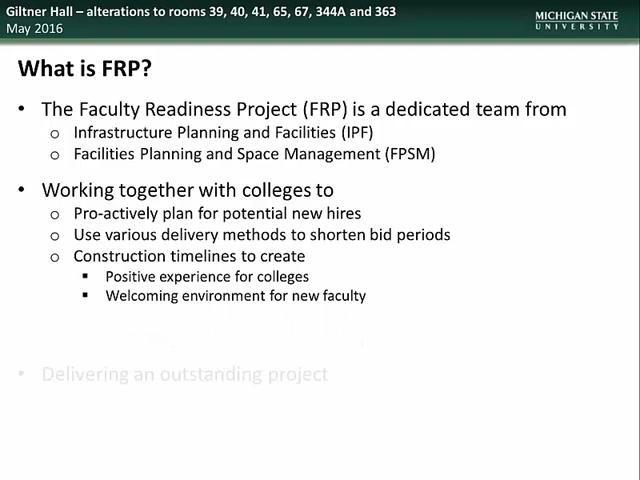 Giltner Hall – alterations to rooms 39, 40, 41, 65, 67, 344A and 363
May 2016
MICHIGAN STATE
UNIVERSITY
What is FRP?
• The Faculty Readiness Project (FRP) is a dedicated team from
o Infrastructure Planning and Facilities (IPF)
o Facilities Planning and Space Management (FPSM)
• Working together with colleges to
o Pro-actively plan for potential new hires
o Use various delivery methods to shorten bid periods
o Construction timelines to create
▪ Positive experience for colleges
▪ Welcoming environment for new faculty
• Delivering an outstanding project